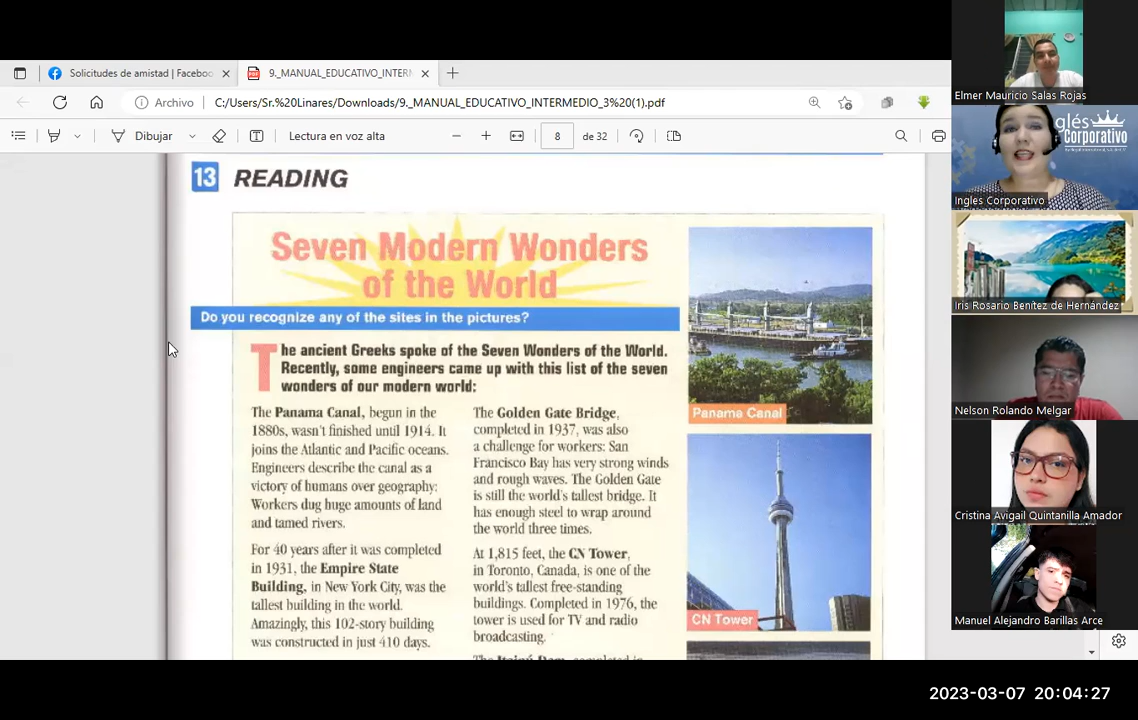 Solicitudes de amistad | Faceboo
9._MANUAL_EDUCATIVO_INTERM
Archivo
C:/Users/Sr.%20Linares/Downloads/9._MANUAL_EDUCATIVO_INTERMEDIO_3%20(1).pdf
Dibujar
Lectura en voz alta
8
de 32
13 READING
Seven Modern Wonders
of the World
Do you recognize any of the sites in the pictures?
The ancient Greeks spoke of the Seven Wonders of the World.
Recently, some engineers came up with this list of the seven
wonders of our modern world:
The Panama Canal, begun in the
1880s, wasn't finished until 1914. It
joins the Atlantic and Pacific oceans.
Engineers describe the canal as a
victory of humans over geography:
Workers dug huge amounts of land
and tamed rivers.
For 40 years after it was completed
in 1931, the Empire State
Building, in New York City, was the
tallest building in the world.
Amazingly, this 102-story building
was constructed in just 410 days.
The Golden Gate Bridge,
completed in 1937, was also
a challenge for workers: San
Francisco Bay has very strong winds
and rough waves. The Golden Gate
is still the world's tallest bridge. It
has enough steel to wrap around
the world three times.
At 1,815 feet, the CN Tower,
in Toronto, Canada, is one of the
world's tallest free-standing
buildings. Completed in 1976, the
tower is used for TV and radio
broadcasting.
The Itaipú Dam, completed in
Panama Canal
CN Tower
Elmer Mauricio Salas Rojas
glés
Corporativo
Ingles Corporativo
Iris Rosario Benítez de Hernández
Nelson Rolando Melgar
Cristina Avigail Quintanilla Amador
Manuel Alejandro Barillas Arce
2023-03-07 20:04:27